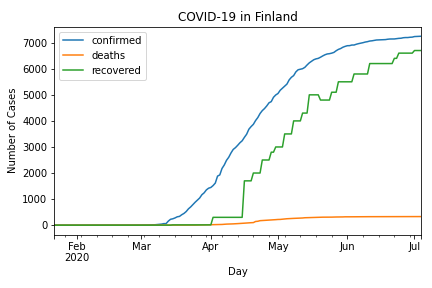 COVID-19 in Finland
confirmed
deaths
recovered
Number of Cases
7000
6000
5000
4000
3000
2000
1000
0
Feb
2020
Mar
Apr
May
Jun
Jul
Day